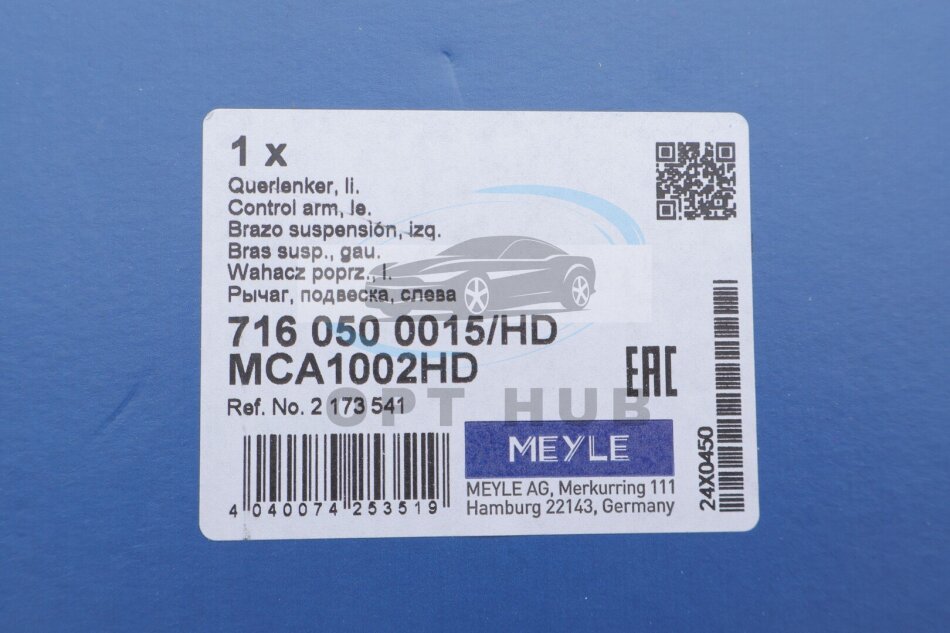 1 x
Querlenker, li.
Control arm, le.
Brazo suspensión, izq.
Bras susp., gau.
Wahacz poprz., l.
Рычаг, подвеска, слева
716 050 0015/HD
MCA1002HD
Ref. No. 2 173 541
EAC
OPT HUB
MEYLE
MEYLE AG, Merkurring 111
Hamburg 22143, Germany
4 040074 253519
24X0450